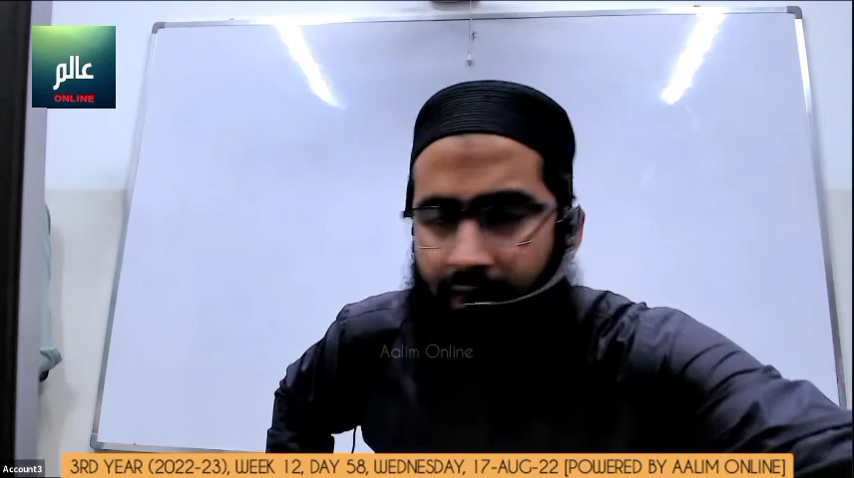 عالم
ONLINE
Aalim Online
Account3
3RD YEAR (2022-23), WEEK 12, DAY 58, WEDNESDAY, 17-AUG-22 [POWERED BY AALIM ONLINE]